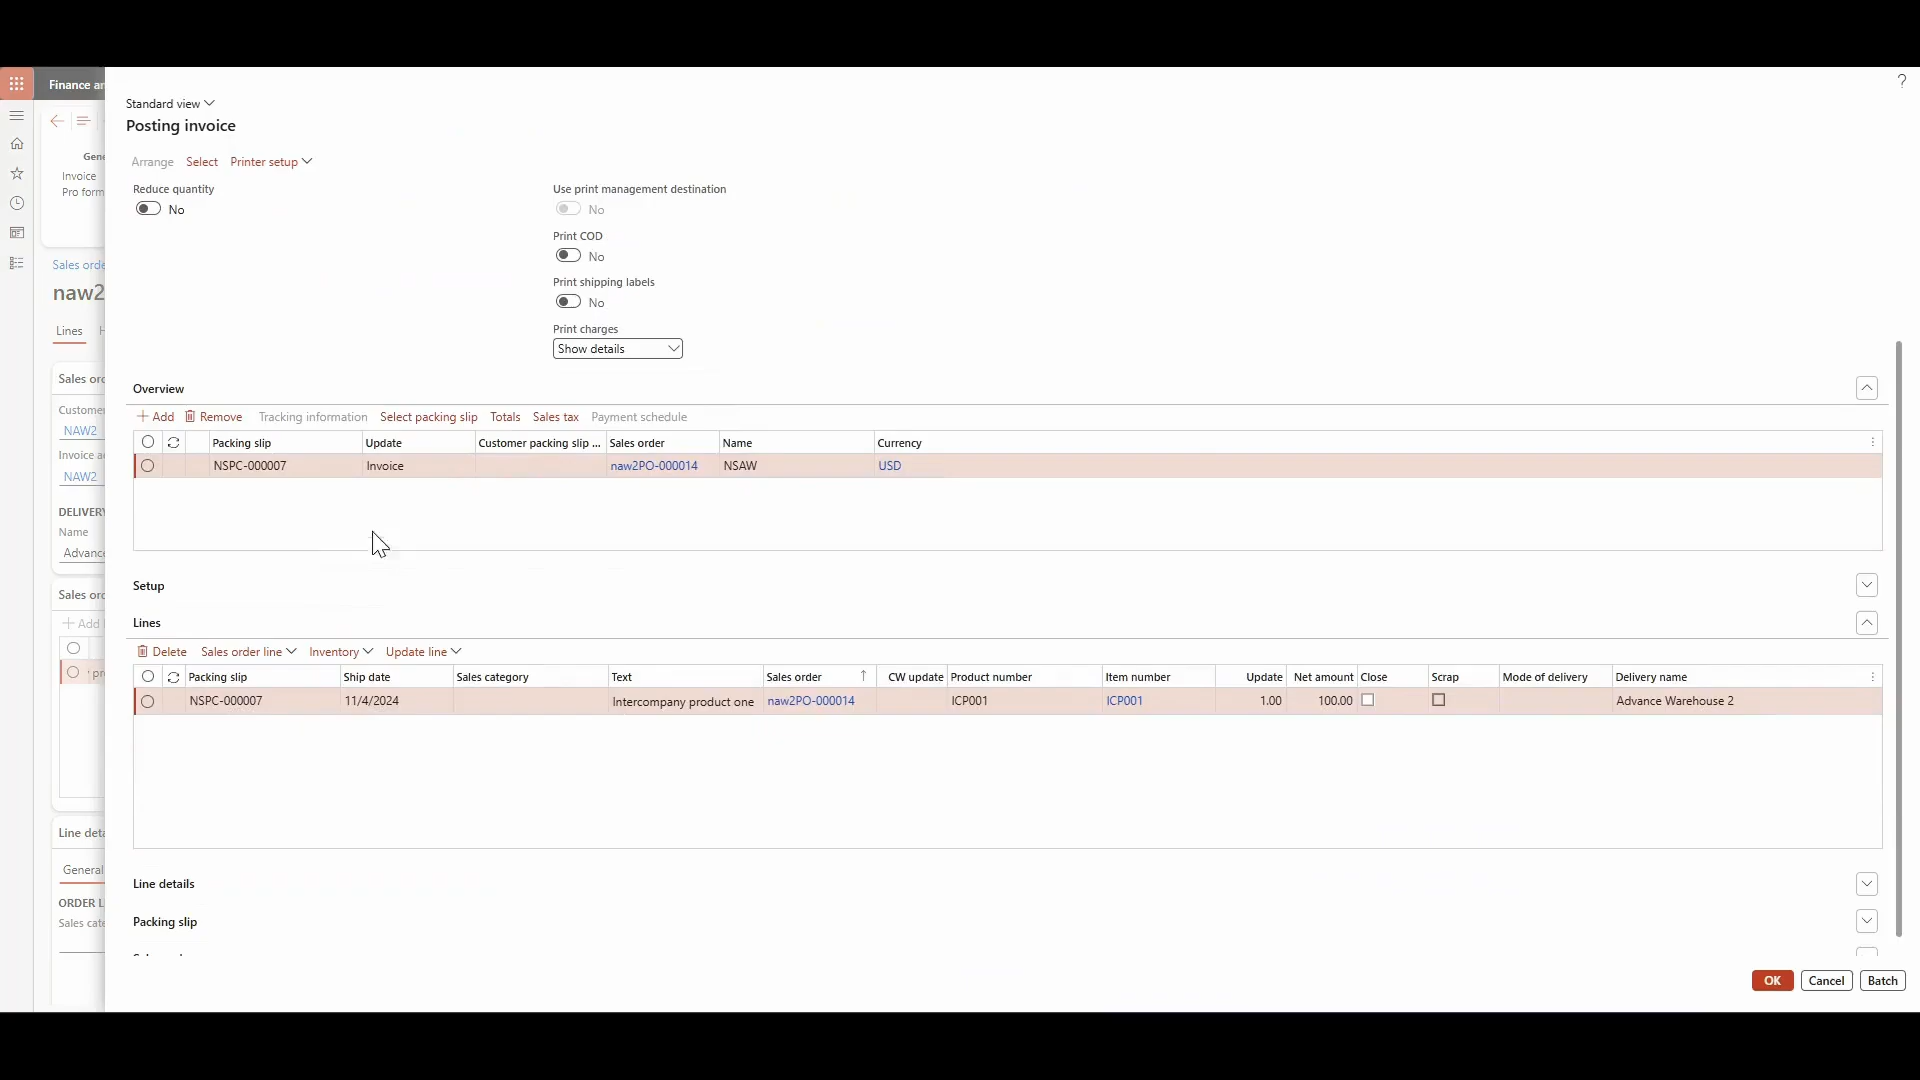 ?
Finance an
Standard view
Posting invoice
Arrange Select Printer setup
Gene
Invoice
Pro form
Reduce quantity
No
Use print management destination
No
Print COD
No
Print shipping labels
No
Print charges
Show details
Sales orde
naw2
Lines H
Sales ord
Custome
NAW2
Invoice a
NAW2
DELIVERY
Name
Advance
Sales ord
Add l
pr
Line deta
General
ORDER L
Sales cate
Overview
Add Remove Tracking information Select packing slip Totals Sales tax Payment schedule
Packing slip Update Customer packing slip ... Sales order Name Currency
NSPC-000007 Invoice naw2PO-000014 NSAW USD
Setup
Lines
Delete Sales order line Inventory Update line
Packing slip Ship date Sales category Text Sales order CW update Product number Item number Update Net amount Close Scrap Mode of delivery Delivery name
NSPC-000007 11/4/2024 Intercompany product one naw2PO-000014 ICP001 ICP001 1.00 100.00 Advance Warehouse 2
Line details
Packing slip
OK Cancel Batch